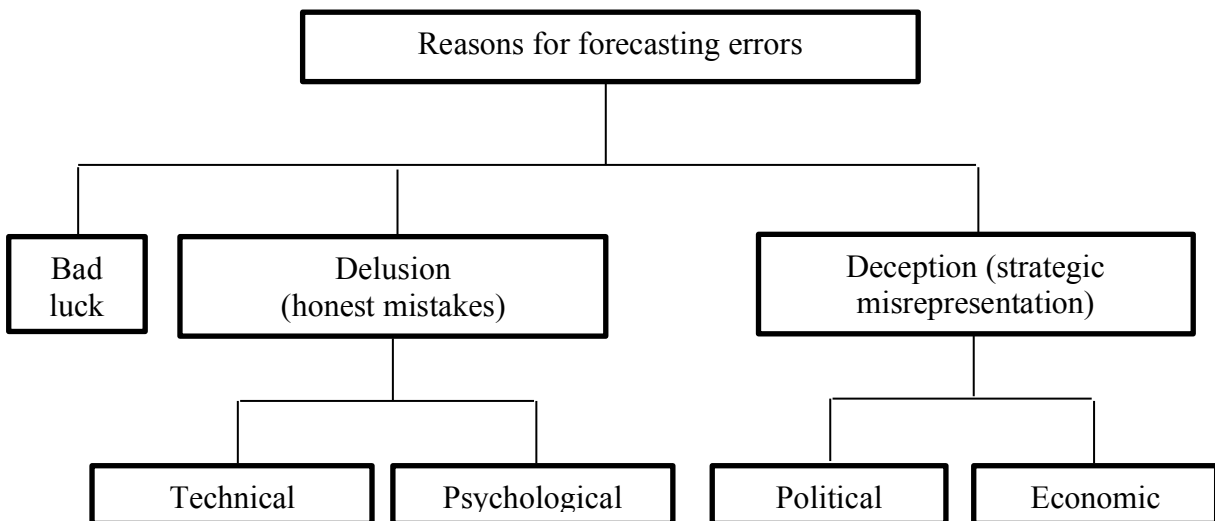 Reasons for forecasting errors
Bad
luck
Delusion
(honest mistakes)
Deception (strategic
misrepresentation)
Technical
Psychological
Political
Economic